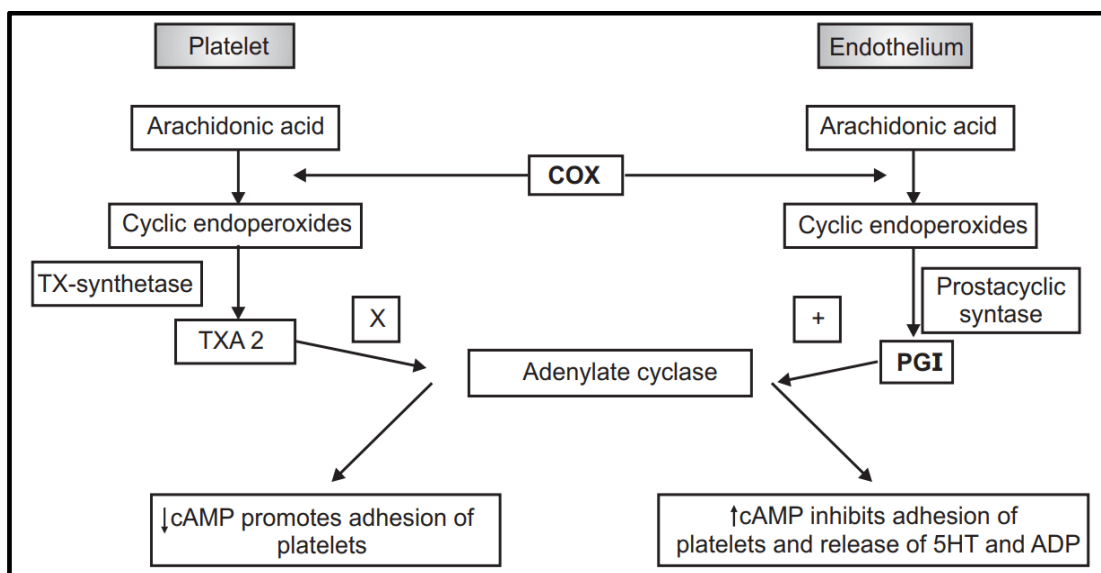 Platelet
Endothelium
Arachidonic acid
Arachidonic acid
COX
Cyclic endoperoxides
Cyclic endoperoxides
TX-synthetase
Prostacyclic
syntase
TXA 2
X
+
PGI
Adenylate cyclase
↓cAMP promotes adhesion of
platelets
↑cAMP inhibits adhesion of
platelets and release of 5HT and ADP